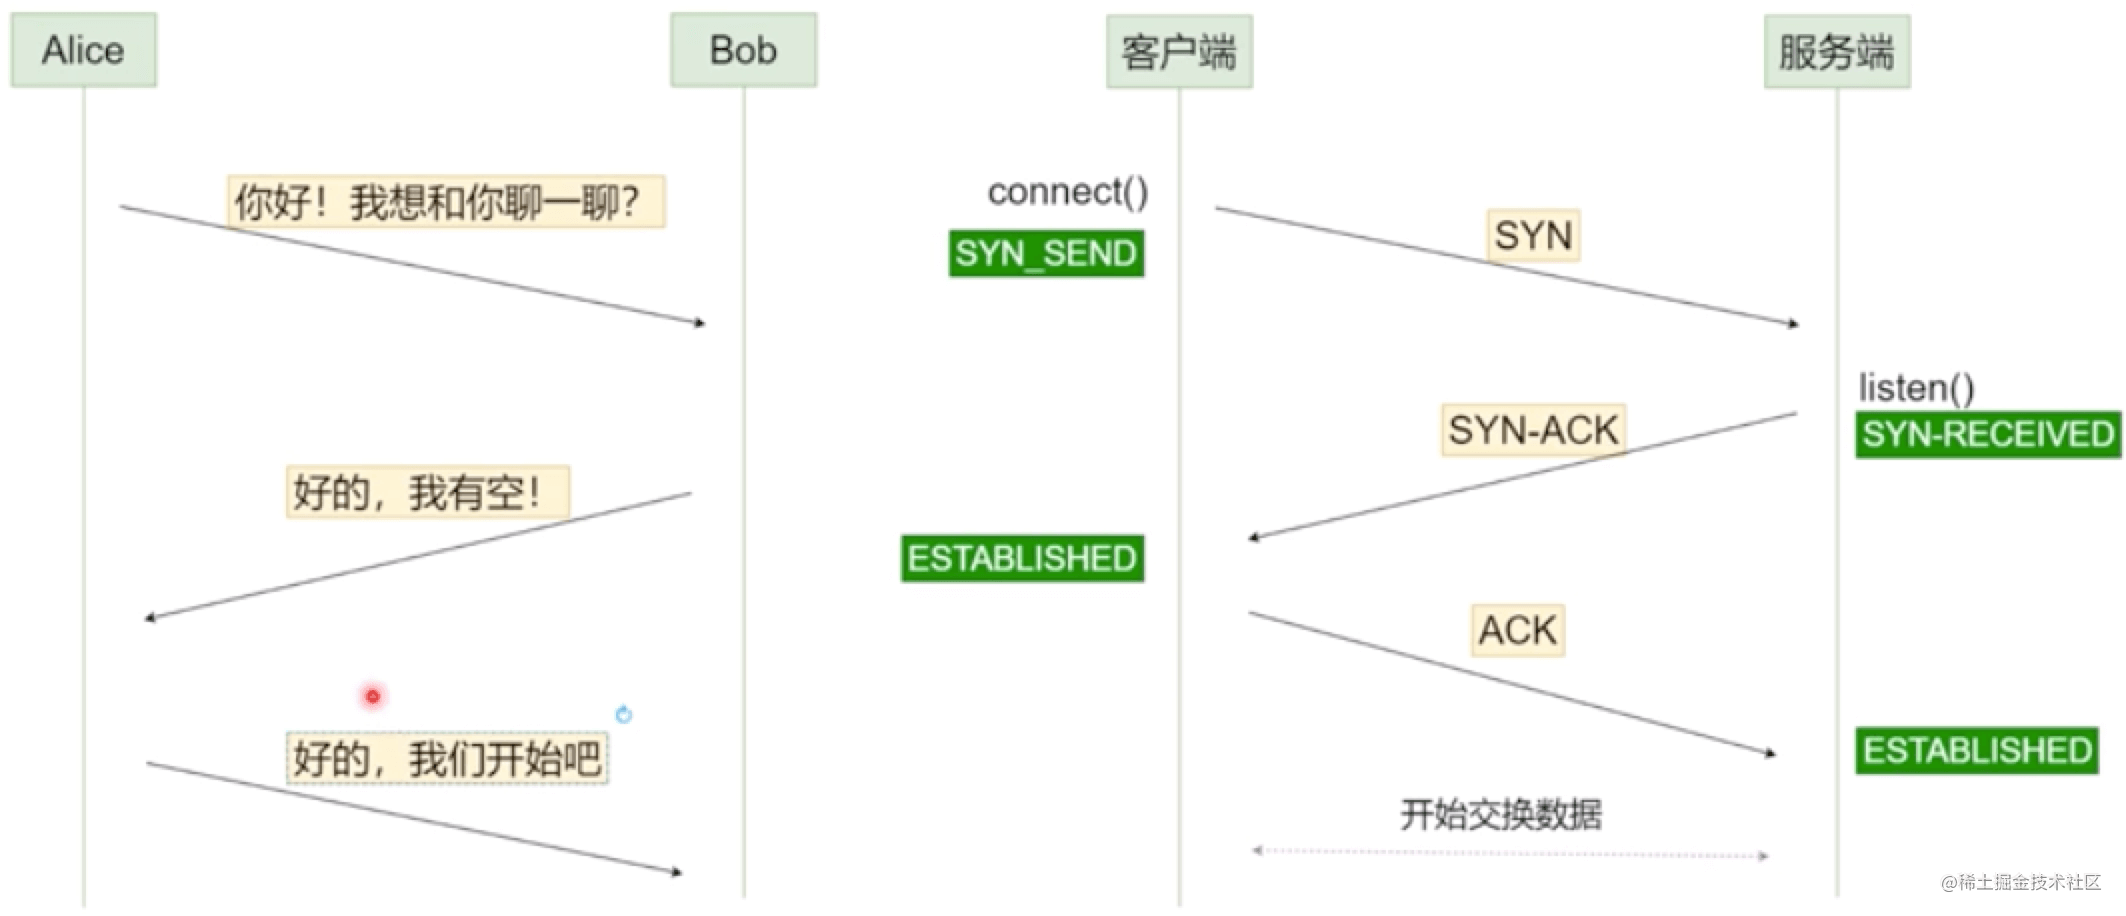 Alice
Bob
你好！我想和你聊一聊？
好的，我有空！
好的，我们开始吧
客户端
服务端
connect()
SYN_SEND
SYN
listen()
SYN-RECEIVED
SYN-ACK
ESTABLISHED
ACK
ESTABLISHED
开始交换数据
@稀土掘金技术社区